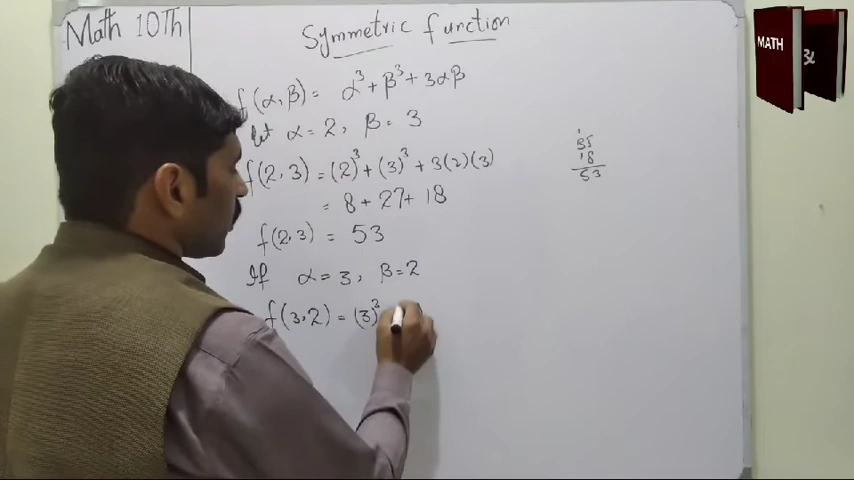 Math 10Th
Symmetric function
f(α, β) = α³ + β³ + 3αβ
let α = 2, β = 3
f(2, 3) = (2)³ + (3)³ + 3(2)(3)
= 8 + 27 + 18
f(2, 3) = 53
If α = 3, β = 2
f(3, 2) = (3)³
1
35
18
53
MATH